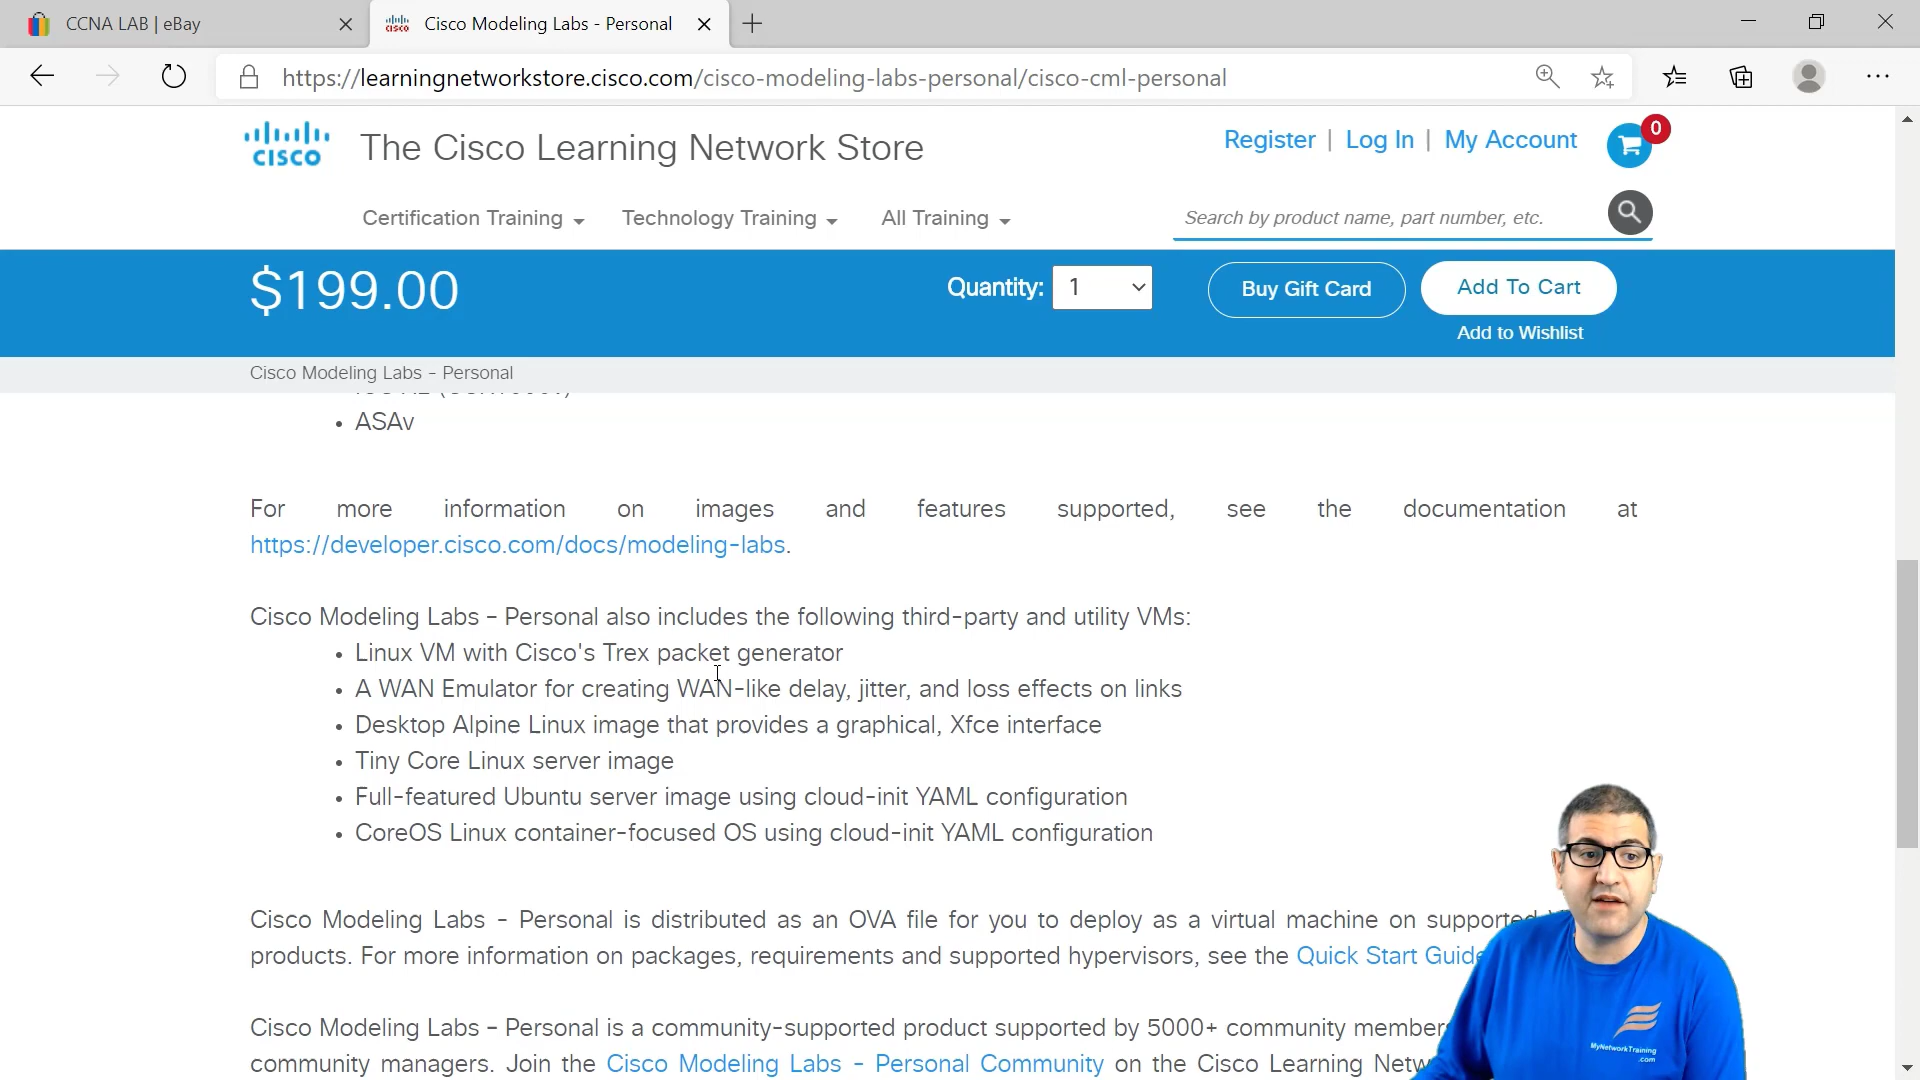 CCNA LAB | eBay
Cisco Modeling Labs - Personal
https://learningnetworkstore.cisco.com/cisco-modeling-labs-personal/cisco-cml-personal
cisco
The Cisco Learning Network Store
Register | Log In | My Account
0
Certification Training
Technology Training
All Training
Search by product name, part number, etc.
$199.00
Quantity: 1
Buy Gift Card
Add To Cart
Add to Wishlist
Cisco Modeling Labs - Personal
• ASAv
For more information on images and features supported, see the documentation at
https://developer.cisco.com/docs/modeling-labs.
Cisco Modeling Labs – Personal also includes the following third-party and utility VMs:
• Linux VM with Cisco's Trex packet generator
• A WAN Emulator for creating WAN-like delay, jitter, and loss effects on links
• Desktop Alpine Linux image that provides a graphical, Xfce interface
• Tiny Core Linux server image
• Full-featured Ubuntu server image using cloud-init YAML configuration
• CoreOS Linux container-focused OS using cloud-init YAML configuration
Cisco Modeling Labs - Personal is distributed as an OVA file for you to deploy as a virtual machine on supported
products. For more information on packages, requirements and supported hypervisors, see the Quick Start Guide
Cisco Modeling Labs – Personal is a community-supported product supported by 5000+ community members
community managers. Join the Cisco Modeling Labs - Personal Community on the Cisco Learning
MyNetworkTraining
.com